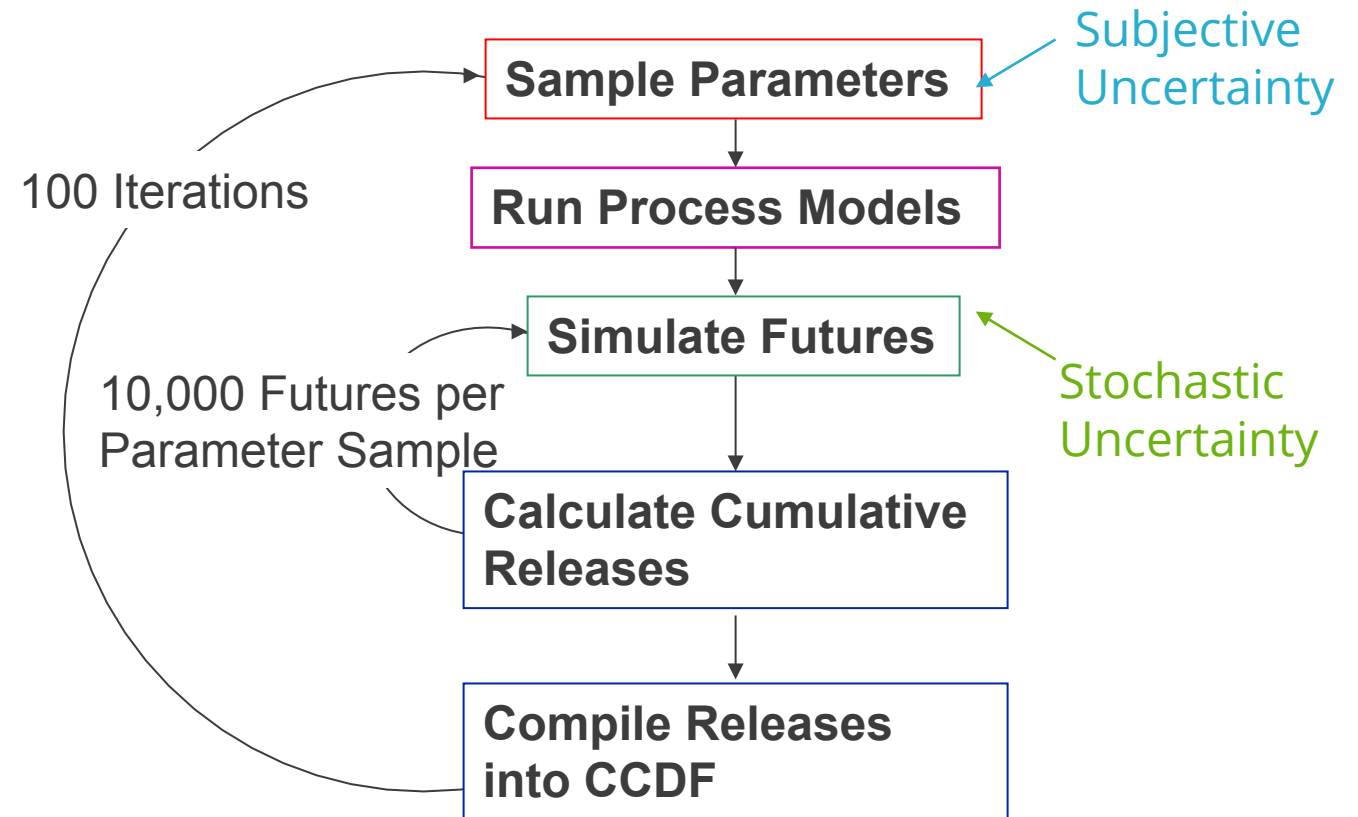 Subjective
Uncertainty
Sample Parameters
100 Iterations
Run Process Models
Simulate Futures
10,000 Futures per
Parameter Sample
Stochastic
Uncertainty
Calculate Cumulative
Releases
Compile Releases
into CCDF